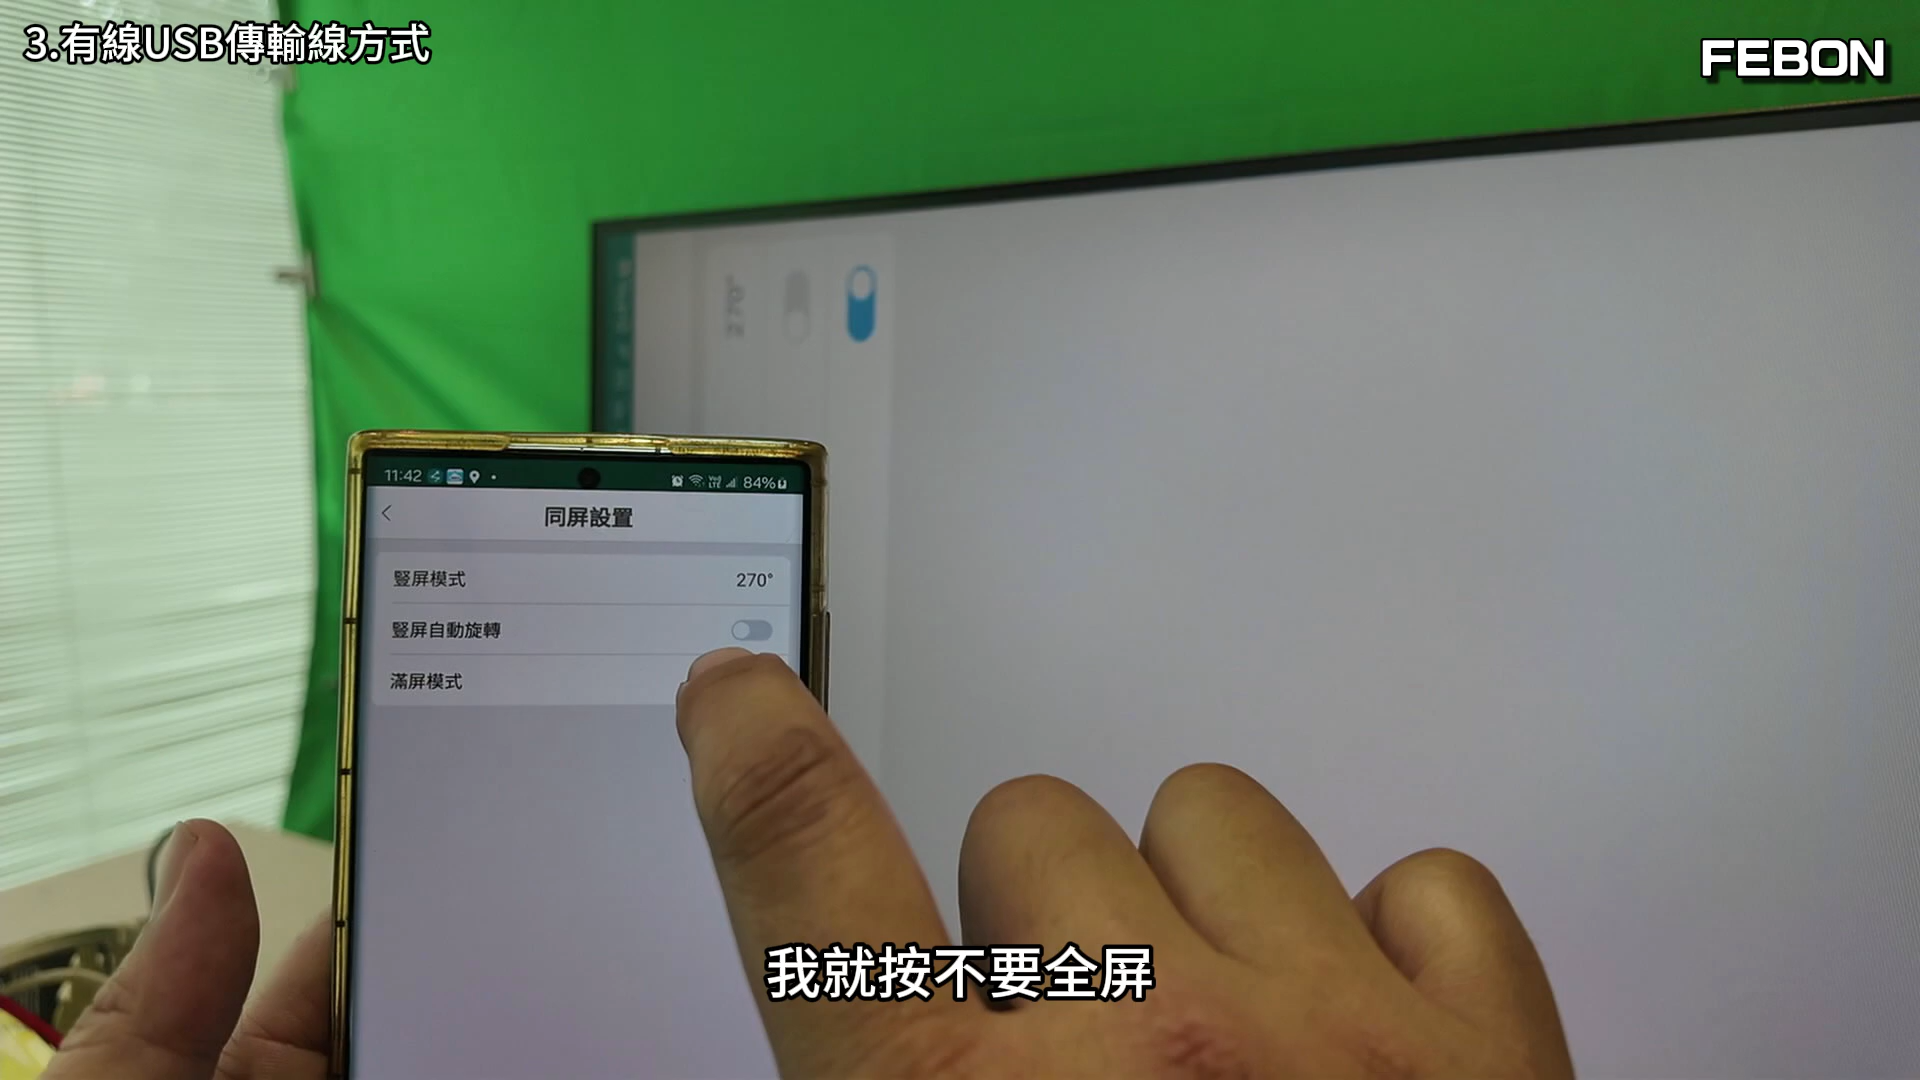 3.有線USB傳輸線方式
FEBON
270°
11:42
84%
同屏設置
豎屏模式 270°
豎屏自動旋轉
滿屏模式
我就按不要全屏